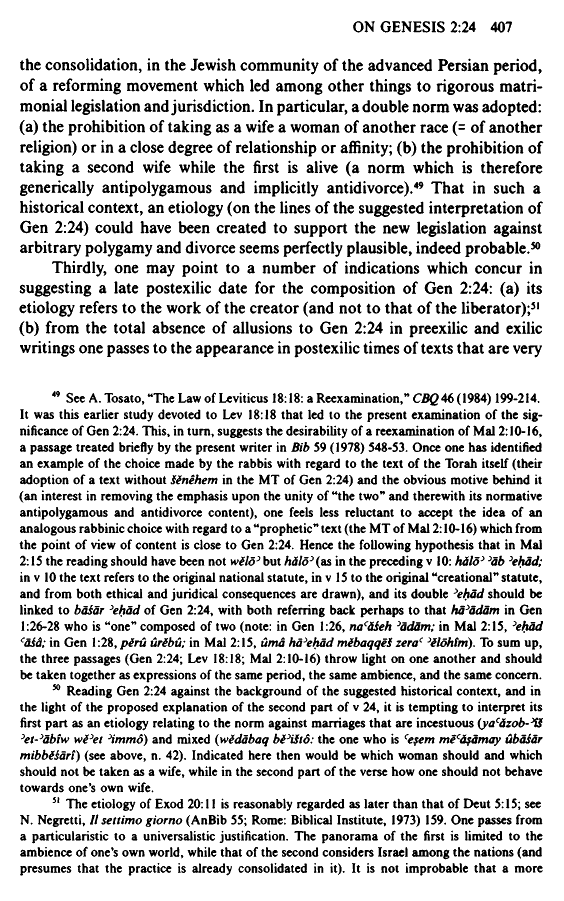 ON GENESIS 2:24 407
the consolidation, in the Jewish community of the advanced Persian period,
of a reforming movement which led among other things to rigorous matri-
monial legislation and jurisdiction. In particular, a double norm was adopted:
(a) the prohibition of taking as a wife a woman of another race (= of another
religion) or in a close degree of relationship or affinity; (b) the prohibition of
taking a second wife while the first is alive (a norm which is therefore
generically antipolygamous and implicitly antidivorce).⁴⁹ That in such a
historical context, an etiology (on the lines of the suggested interpretation of
Gen 2:24) could have been created to support the new legislation against
arbitrary polygamy and divorce seems perfectly plausible, indeed probable.⁵⁰
Thirdly, one may point to a number of indications which concur in
suggesting a late postexilic date for the composition of Gen 2:24: (a) its
etiology refers to the work of the creator (and not to that of the liberator);⁵¹
(b) from the total absence of allusions to Gen 2:24 in preexilic and exilic
writings one passes to the appearance in postexilic times of texts that are very
⁴⁹ See A. Tosato, “The Law of Leviticus 18:18: a Reexamination,” CBQ 46 (1984) 199-214.
It was this earlier study devoted to Lev 18:18 that led to the present examination of the sig-
nificance of Gen 2:24. This, in turn, suggests the desirability of a reexamination of Mal 2:10-16,
a passage treated briefly by the present writer in Bib 59 (1978) 548-53. Once one has identified
an example of the choice made by the rabbis with regard to the text of the Torah itself (their
adoption of a text without šĕnêhem in the MT of Gen 2:24) and the obvious motive behind it
(an interest in removing the emphasis upon the unity of “the two” and therewith its normative
antipolygamous and antidivorce content), one feels less reluctant to accept the idea of an
analogous rabbinic choice with regard to a “prophetic” text (the MT of Mal 2:10-16) which from
the point of view of content is close to Gen 2:24. Hence the following hypothesis that in Mal
2:15 the reading should have been not wĕlōʾ but hălōʾ (as in the preceding v 10: hălōʾ ʾāb ʾeḥād;
in v 10 the text refers to the original national statute, in v 15 to the original “creational” statute,
and from both ethical and juridical consequences are drawn), and its double ʾeḥād should be
linked to bāśār ʾeḥād of Gen 2:24, with both referring back perhaps to that hāʾādām in Gen
1:26-28 who is “one” composed of two (note: in Gen 1:26, naʿăśeh ʾādām; in Mal 2:15, ʾeḥād
ʿāśâ; in Gen 1:28, pĕrû ûrĕbû; in Mal 2:15, ûmâ hāʾeḥād mĕbaqqēš zeraʿ ʾĕlōhîm). To sum up,
the three passages (Gen 2:24; Lev 18:18; Mal 2:10-16) throw light on one another and should
be taken together as expressions of the same period, the same ambience, and the same concern.
⁵⁰ Reading Gen 2:24 against the background of the suggested historical context, and in
the light of the proposed explanation of the second part of v 24, it is tempting to interpret its
first part as an etiology relating to the norm against marriages that are incestuous (yaʿăzob-ʾîš
ʾet-ʾābîw wĕʾet ʾimmô) and mixed (wĕdābaq bĕʾištô: the one who is ʿeṣem mĕʿăṣāmay ûbāśār
mibbĕśārî) (see above, n. 42). Indicated here then would be which woman should and which
should not be taken as a wife, while in the second part of the verse how one should not behave
towards one's own wife.
⁵¹ The etiology of Exod 20:11 is reasonably regarded as later than that of Deut 5:15; see
N. Negretti, Il settimo giorno (AnBib 55; Rome: Biblical Institute, 1973) 159. One passes from
a particularistic to a universalistic justification. The panorama of the first is limited to the
ambience of one's own world, while that of the second considers Israel among the nations (and
presumes that the practice is already consolidated in it). It is not improbable that a more